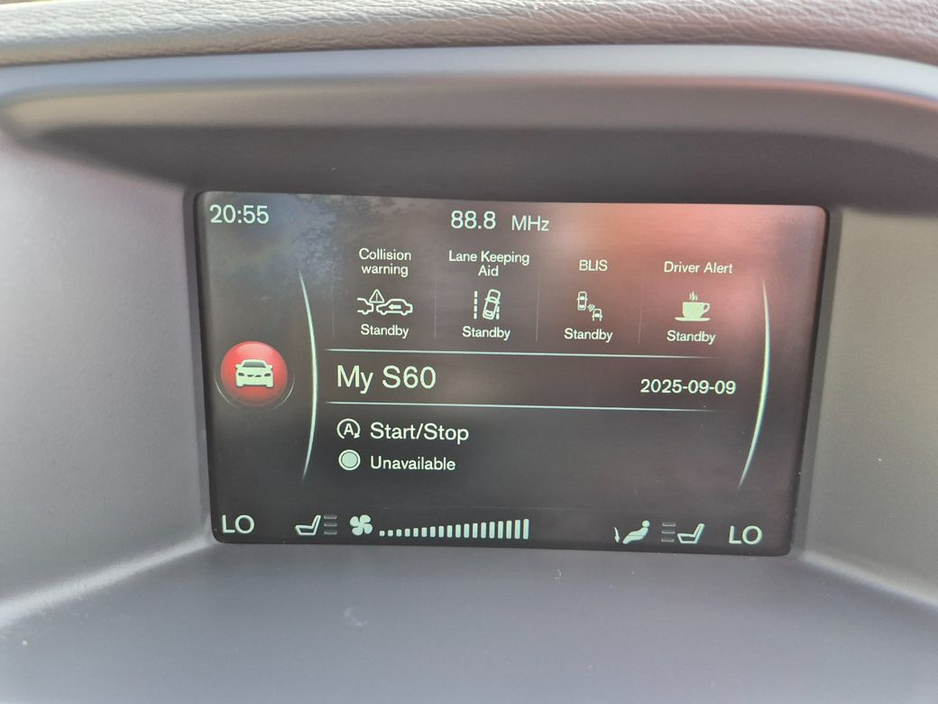 20:55
88.8 MHz
Collision warning
Standby
Lane Keeping Aid
Standby
BLIS
Standby
Driver Alert
Standby
My S60
2025-09-09
A Start/Stop
Unavailable
LO
LO